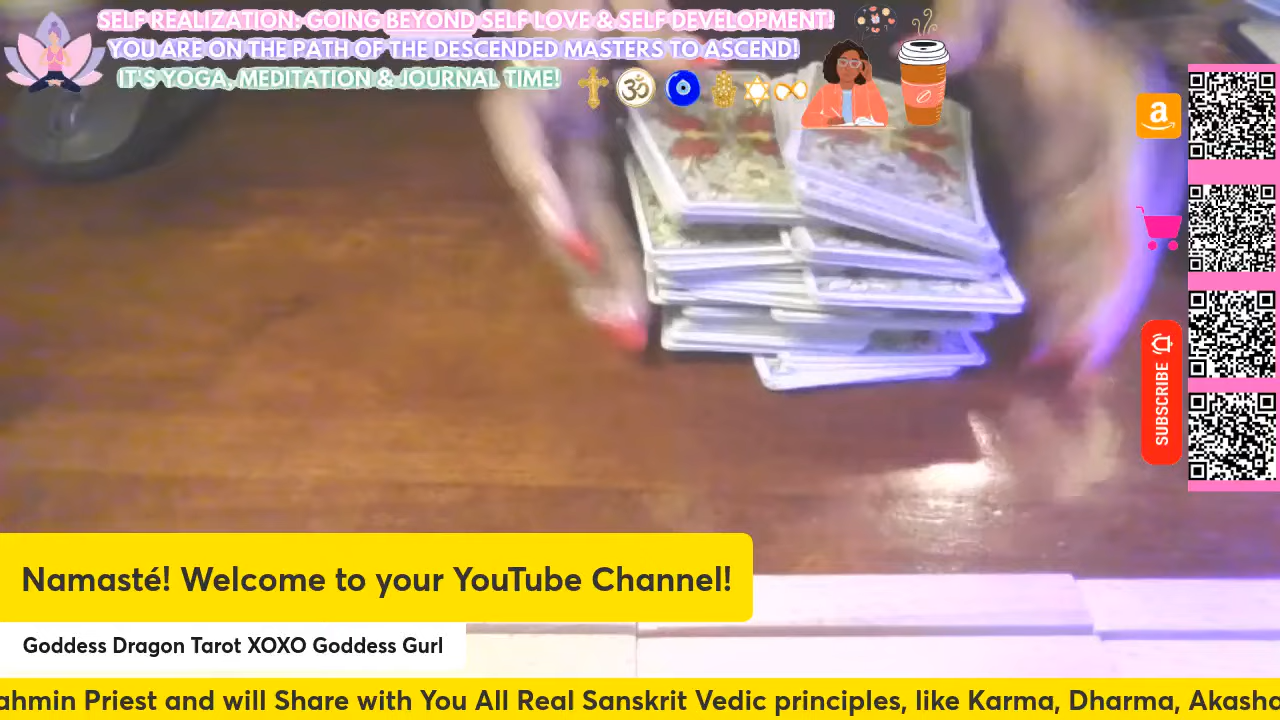 SELF REALIZATION: GOING BEYOND SELF LOVE & SELF DEVELOPMENT!
YOU ARE ON THE PATH OF THE DESCENDED MASTERS TO ASCEND!
IT'S YOGA, MEDITATION & JOURNAL TIME!
ॐ
a
SUBSCRIBE
Namasté! Welcome to your YouTube Channel!
Goddess Dragon Tarot XOXO Goddess Gurl
ahmin Priest and will Share with You All Real Sanskrit Vedic principles, like Karma, Dharma, Akasha